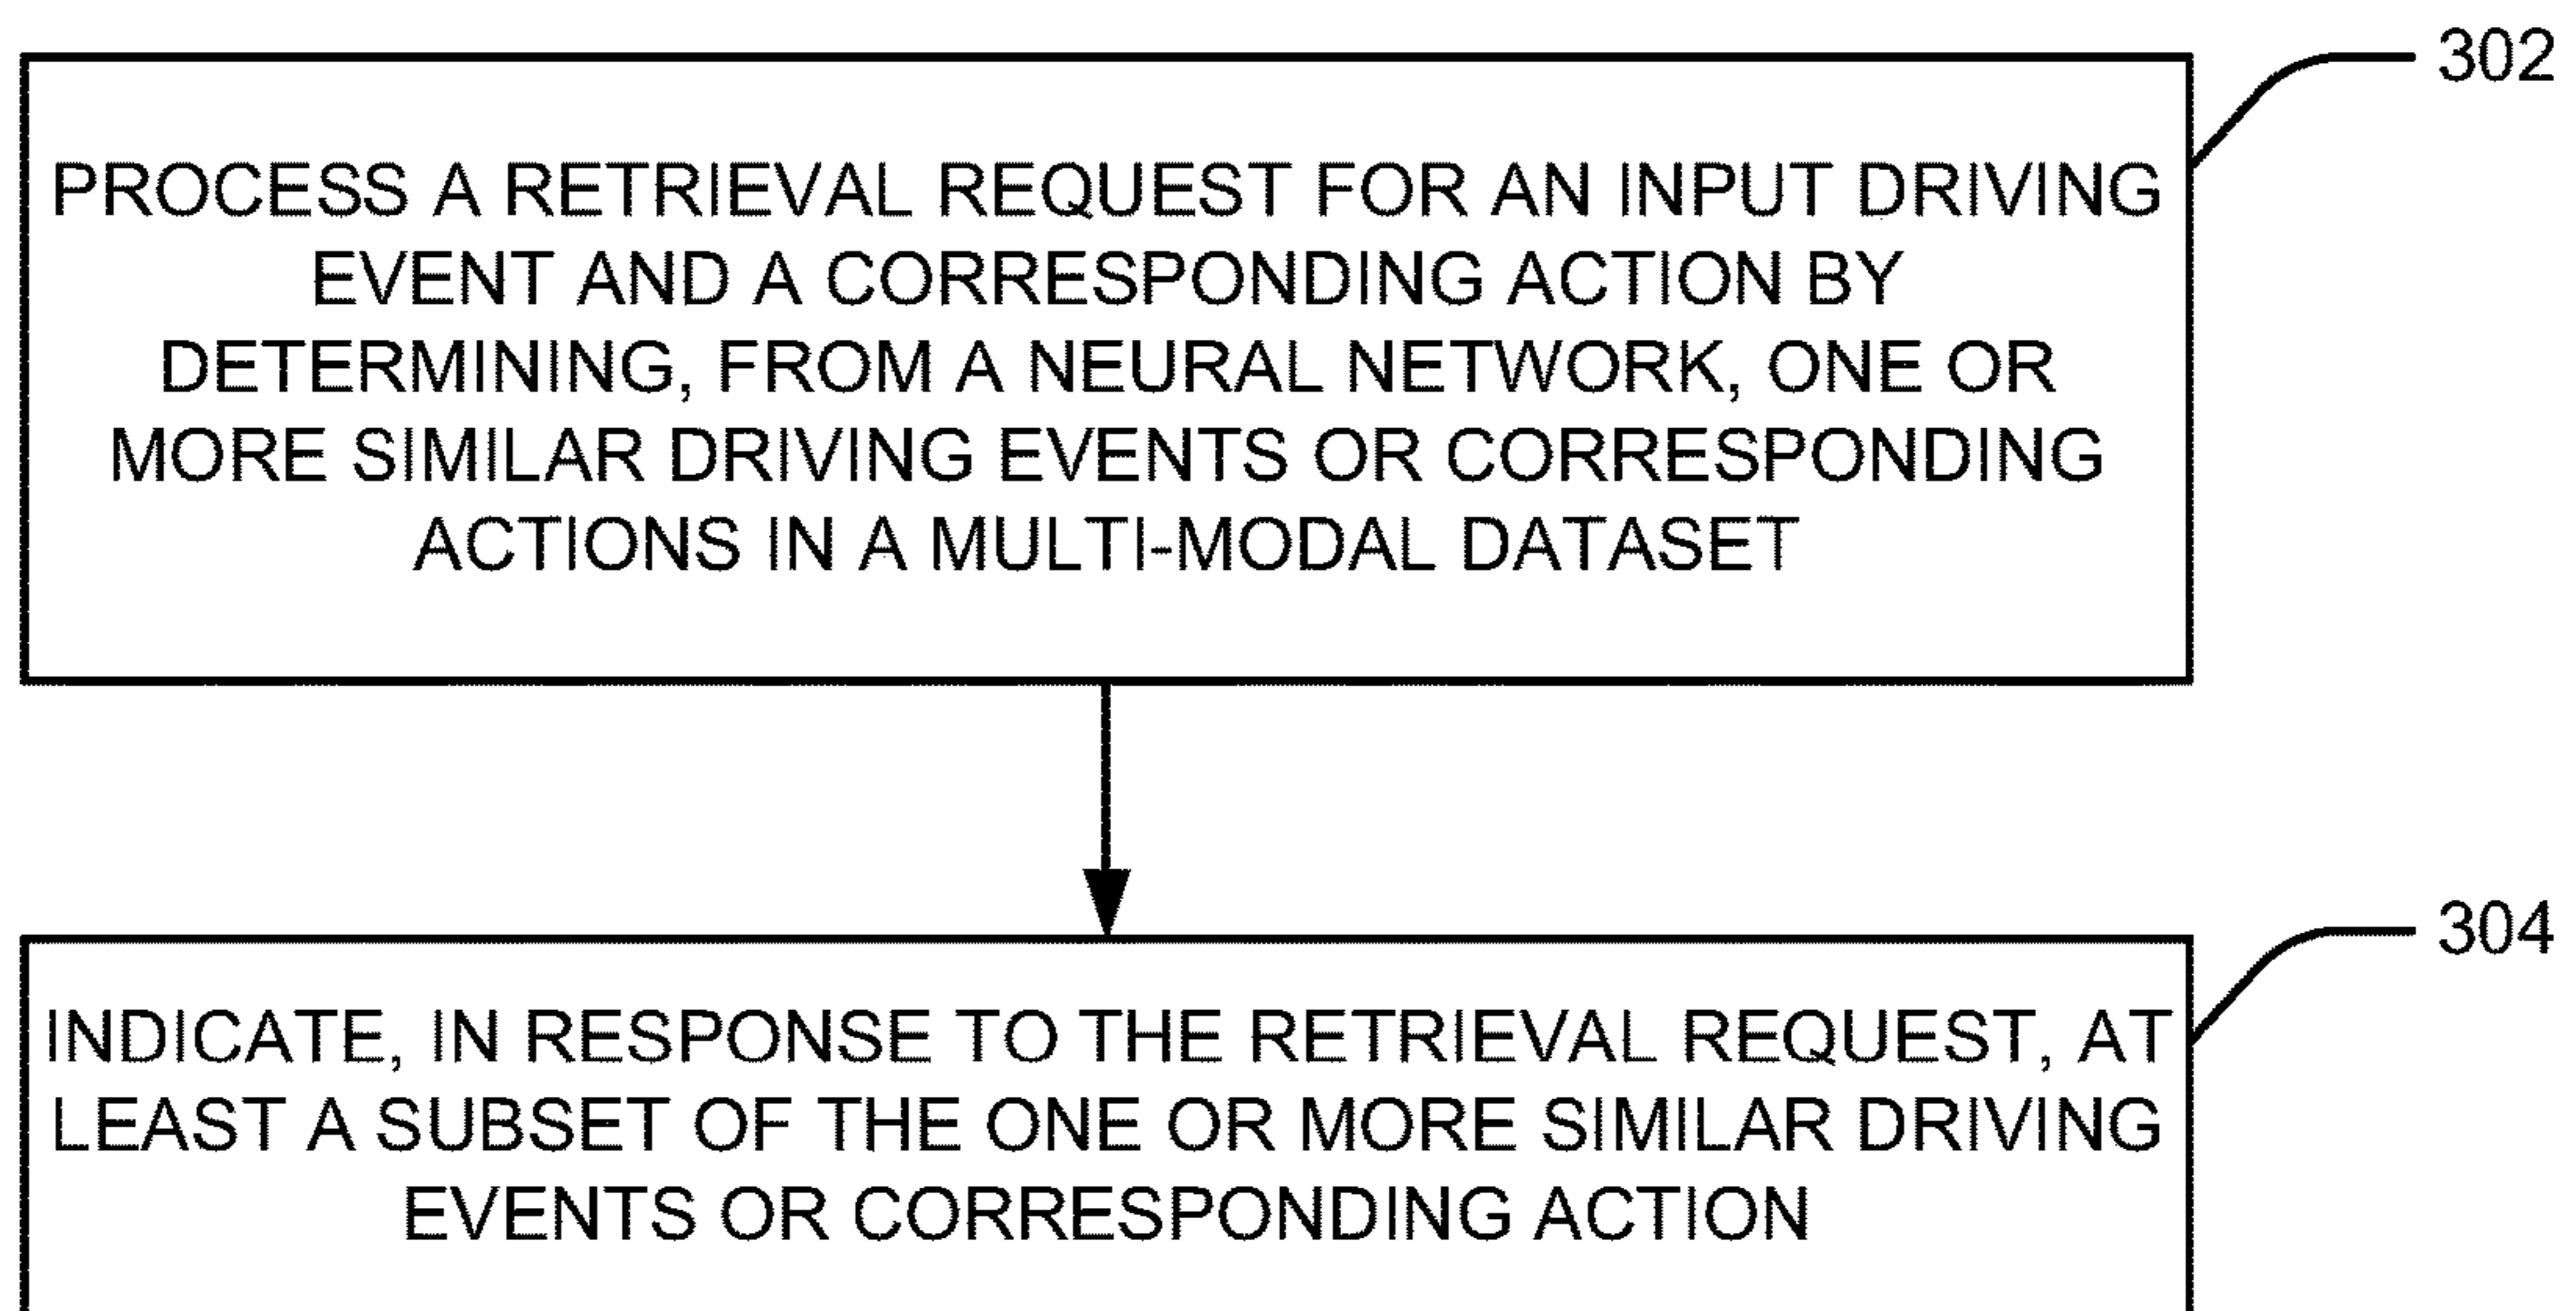 302
PROCESS A RETRIEVAL REQUEST FOR AN INPUT DRIVING
EVENT AND A CORRESPONDING ACTION BY
DETERMINING, FROM A NEURAL NETWORK, ONE OR
MORE SIMILAR DRIVING EVENTS OR CORRESPONDING
ACTIONS IN A MULTI-MODAL DATASET
304
INDICATE, IN RESPONSE TO THE RETRIEVAL REQUEST, AT
LEAST A SUBSET OF THE ONE OR MORE SIMILAR DRIVING
EVENTS OR CORRESPONDING ACTION